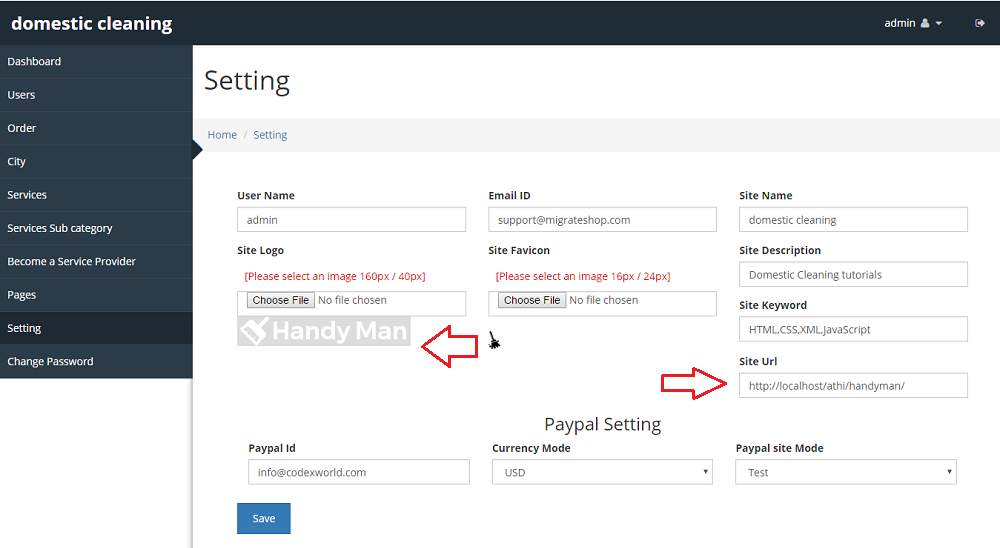 domestic cleaning
admin
Dashboard
Users
Order
City
Services
Services Sub category
Become a Service Provider
Pages
Setting
Change Password
Setting
Home / Setting
User Name
admin
Email ID
support@migrateshop.com
Site Name
domestic cleaning
Site Logo
[Please select an image 160px / 40px]
Choose File No file chosen
Handy Man
Site Favicon
[Please select an image 16px / 24px]
Choose File No file chosen
Site Description
Domestic Cleaning tutorials
Site Keyword
HTML,CSS,XML,JavaScript
Site Url
http://localhost/athi/handyman/
Paypal Setting
Paypal Id
info@codexworld.com
Currency Mode
USD
Paypal site Mode
Test
Save